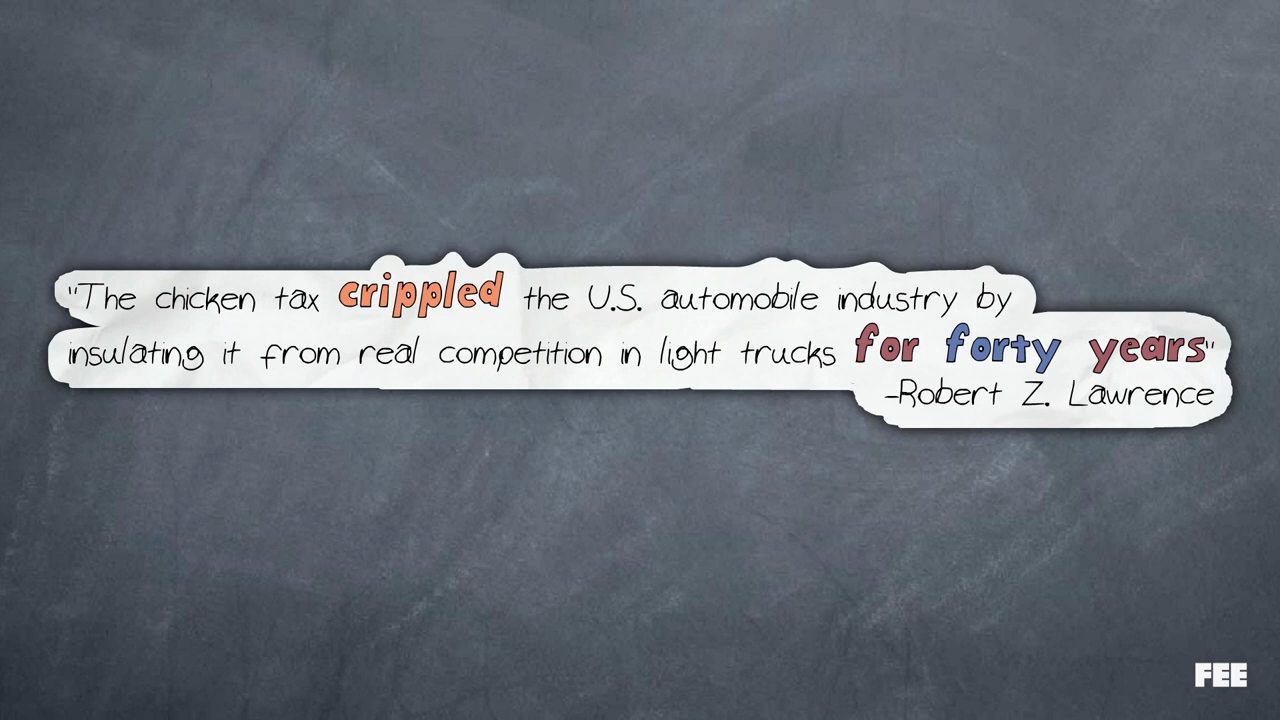 "The chicken tax crippled the U.S. automobile industry by
insulating it from real competition in light trucks for forty years"
-Robert Z. Lawrence
FEE